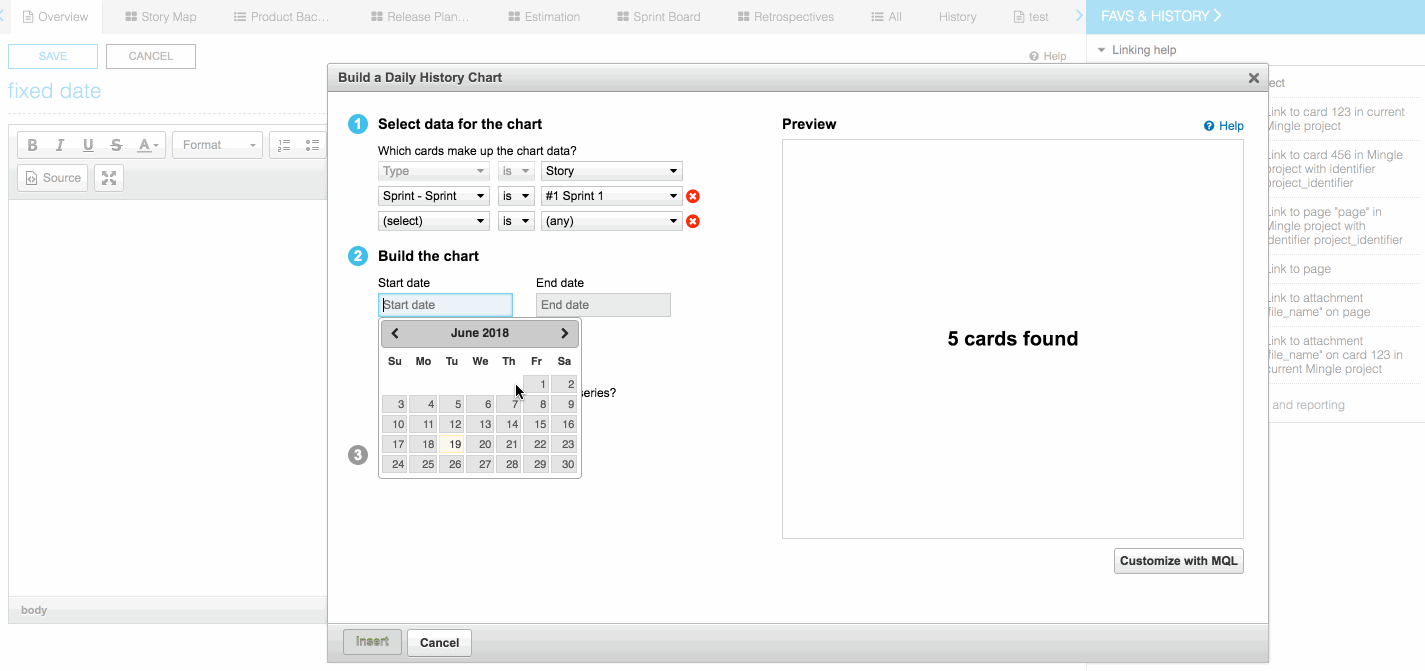 Overview
Story Map
Product Bac...
Release Plan...
Estimation
Sprint Board
Retrospectives
All
History
test
FAVS & HISTORY
SAVE
CANCEL
Help
Linking help
fixed date
B I U S A
Format
Source
body
Build a Daily History Chart
1 Select data for the chart
Which cards make up the chart data?
Type is Story
Sprint - Sprint is #1 Sprint 1
(select) is (any)
2 Build the chart
Start date End date
Start date End date
June 2018
Su Mo Tu We Th Fr Sa
1 2
3 4 5 6 7 8 9
10 11 12 13 14 15 16
17 18 19 20 21 22 23
24 25 26 27 28 29 30
series?
3
Preview
Help
5 cards found
Customize with MQL
Insert
Cancel
ect
Link to card 123 in current
Mingle project
Link to card 456 in Mingle
project with identifier
project_identifier
Link to page "page" in
Mingle project with
identifier project_identifier
Link to page
Link to attachment
"file_name" on page
Link to attachment
"file_name" on card 123 in
current Mingle project
and reporting